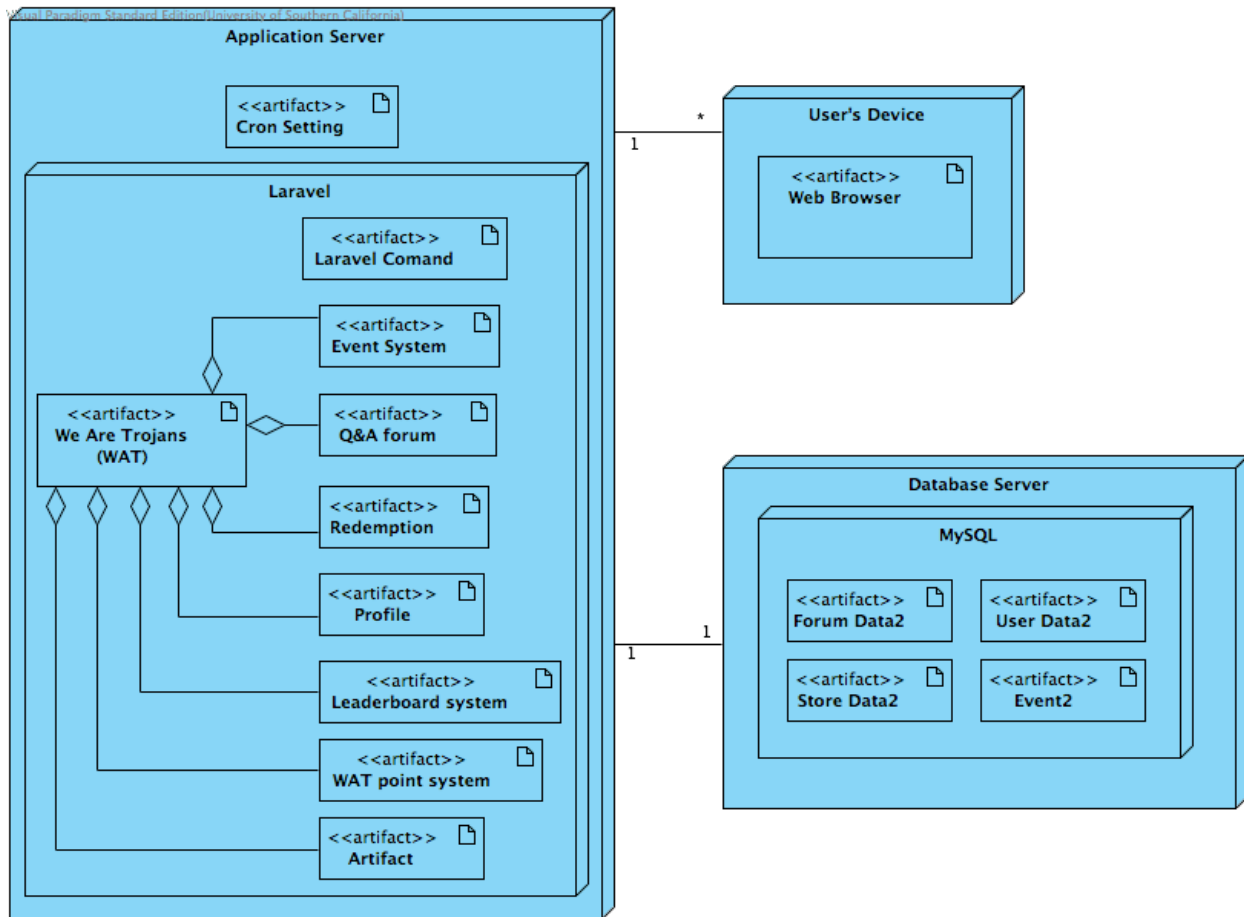 Visual Paradigm Standard Edition(University of Southern California)
Application Server
<<artifact>>
Cron Setting
Laravel
<<artifact>>
Laravel Comand
<<artifact>>
Event System
<<artifact>>
We Are Trojans
(WAT)
<<artifact>>
Q&A forum
<<artifact>>
Redemption
<<artifact>>
Profile
<<artifact>>
Leaderboard system
<<artifact>>
WAT point system
<<artifact>>
Artifact
1
*
User's Device
<<artifact>>
Web Browser
1
1
Database Server
MySQL
<<artifact>>
Forum Data2
<<artifact>>
User Data2
<<artifact>>
Store Data2
<<artifact>>
Event2